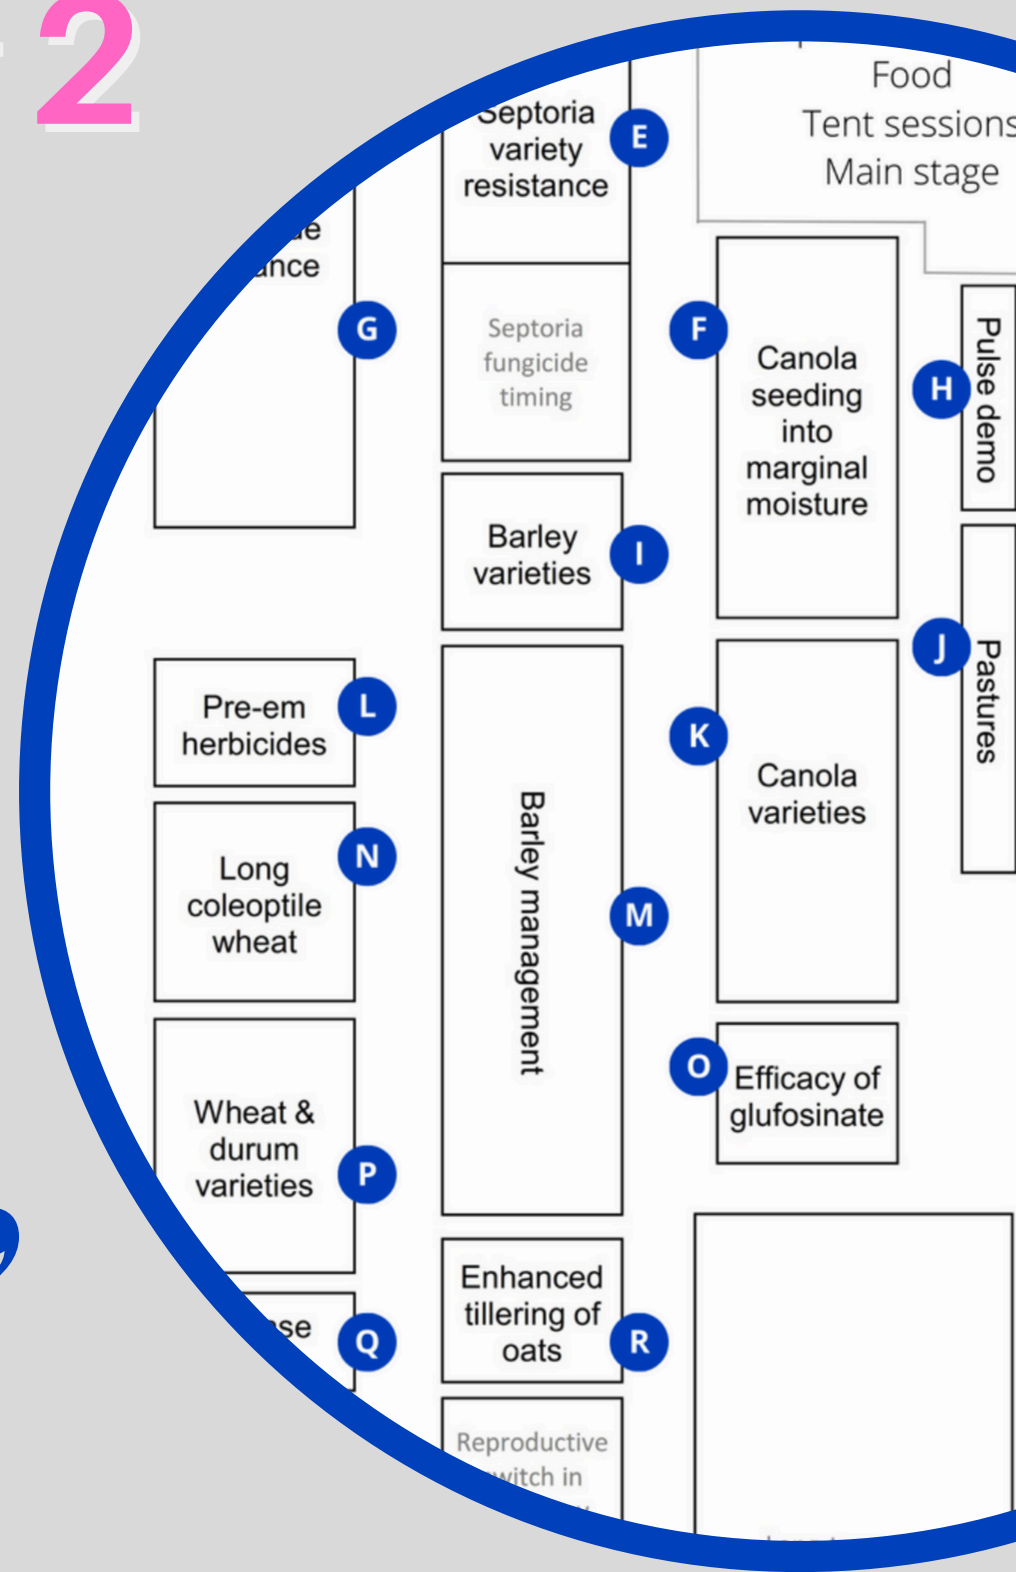 2
Food
Tent sessions
Main stage
Septoria
variety
resistance
E
G
Septoria
fungicide
timing
F
Canola
seeding
into
marginal
moisture
H
Pulse demo
Barley
varieties
I
J
Pastures
Pre-em
herbicides
L
K
Canola
varieties
Long
coleoptile
wheat
N
Barley management
M
O
Efficacy of
glufosinate
Wheat &
durum
varieties
P
Q
Enhanced
tillering of
oats
R
Reproductive
switch in